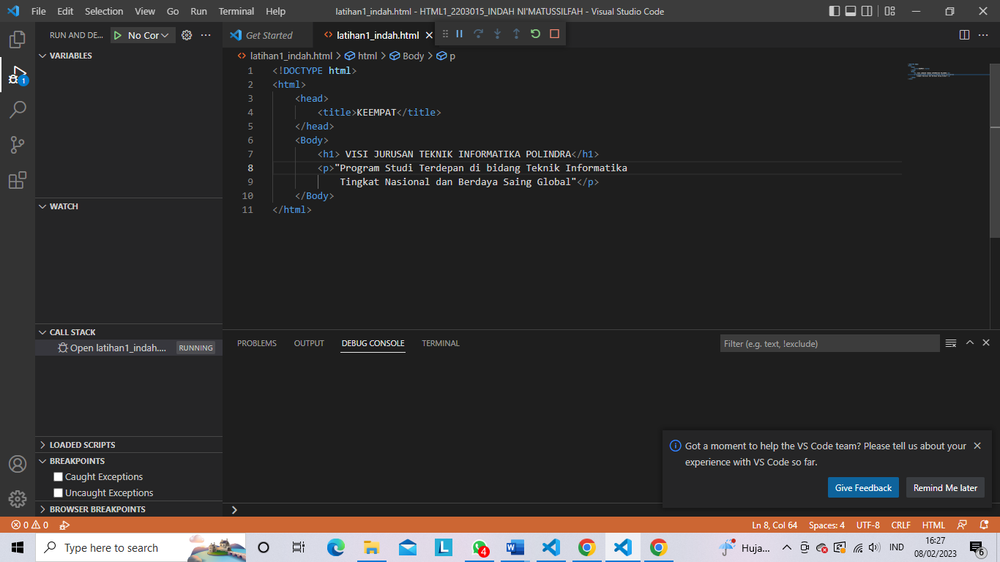 File Edit Selection View Go Run Terminal Help latihan1_indah.html - HTML1_2203015_INDAH NI'MATUSSILFAH - Visual Studio Code
RUN AND DE... No Cor
Get Started latihan1_indah.html
latihan1_indah.html > html > Body > p
1
VARIABLES
WATCH
CALL STACK
Open latihan1_indah.... RUNNING
LOADED SCRIPTS
BREAKPOINTS
Caught Exceptions
Uncaught Exceptions
BROWSER BREAKPOINTS
1 <!DOCTYPE html>
2 <html>
3 <head>
4 <title>KEEMPAT</title>
5 </head>
6 <Body>
7 <h1> VISI JURUSAN TEKNIK INFORMATIKA POLINDRA</h1>
8 <p>"Program Studi Terdepan di bidang Teknik Informatika
9 Tingkat Nasional dan Berdaya Saing Global"</p>
10 </Body>
11 </html>
PROBLEMS OUTPUT DEBUG CONSOLE TERMINAL Filter (e.g. text, !exclude)
Got a moment to help the VS Code team? Please tell us about your
experience with VS Code so far.
Give Feedback Remind Me later
0 0 Ln 8, Col 64 Spaces: 4 UTF-8 CRLF HTML
Type here to search L 4 Huja... IND 16:27
08/02/2023 6